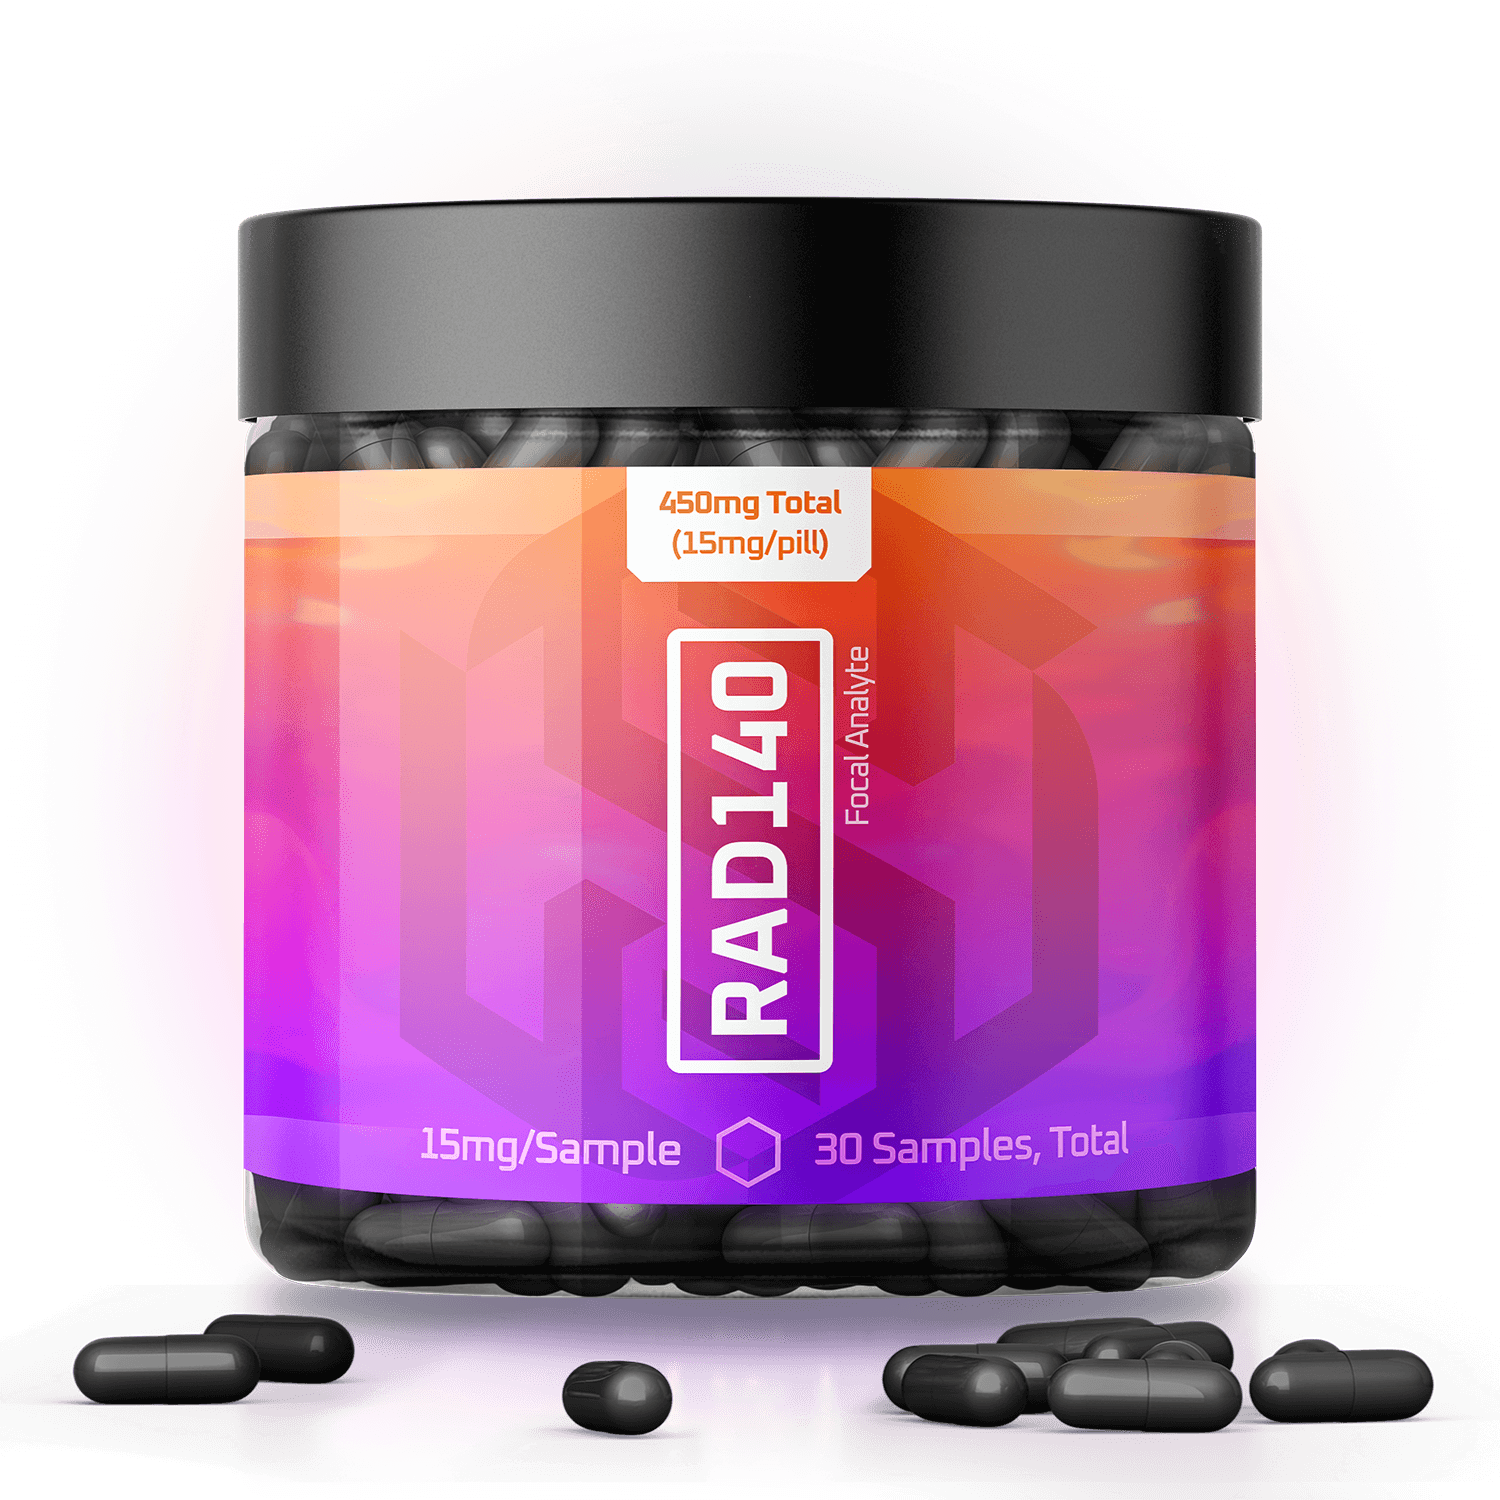 450mg Total
(15mg/pill)
RAD140
Focal Analyte
15mg/Sample
30 Samples, Total